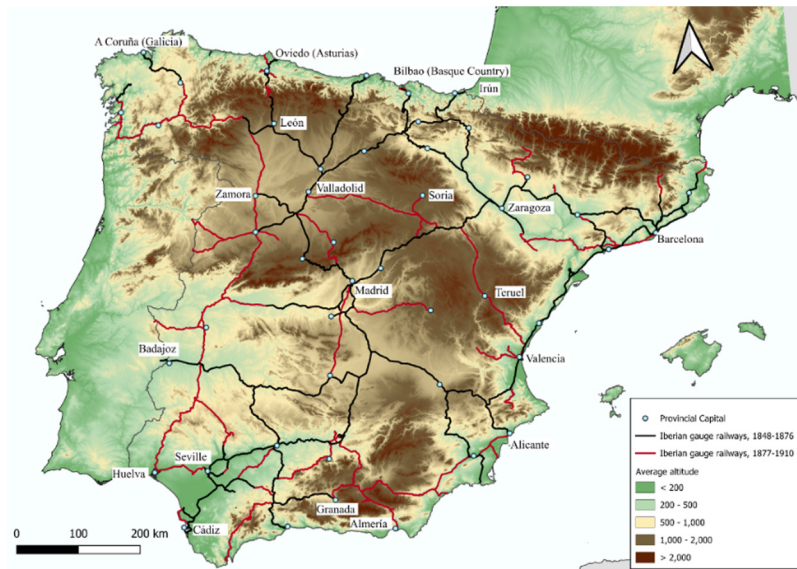 A Coruña (Galicia)
Oviedo (Asturias)
Bilbao (Basque Country)
Irún
León
Zamora
Valladolid
Soria
Zaragoza
Barcelona
Madrid
Teruel
Badajoz
Valencia
Seville
Alicante
Huelva
Granada
Cádiz
Almería
0 100 200 km
Provincial Capital
Iberian gauge railways, 1848-1876
Iberian gauge railways, 1877-1910
Average altitude
< 200
200 - 500
500 - 1,000
1,000 - 2,000
> 2,000